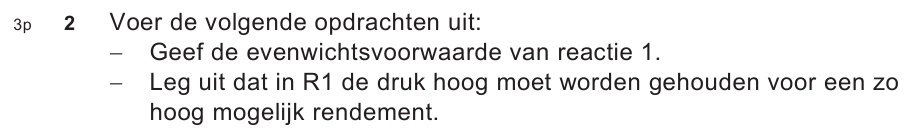 3p 2 Voer de volgende opdrachten uit:
− Geef de evenwichtsvoorwaarde van reactie 1.
− Leg uit dat in R1 de druk hoog moet worden gehouden voor een zo
hoog mogelijk rendement.